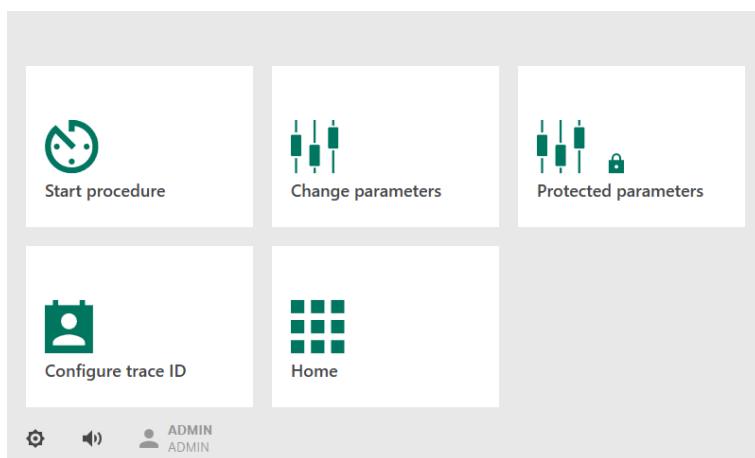 Start procedure
Change parameters
Protected parameters
Configure trace ID
Home
ADMIN
ADMIN